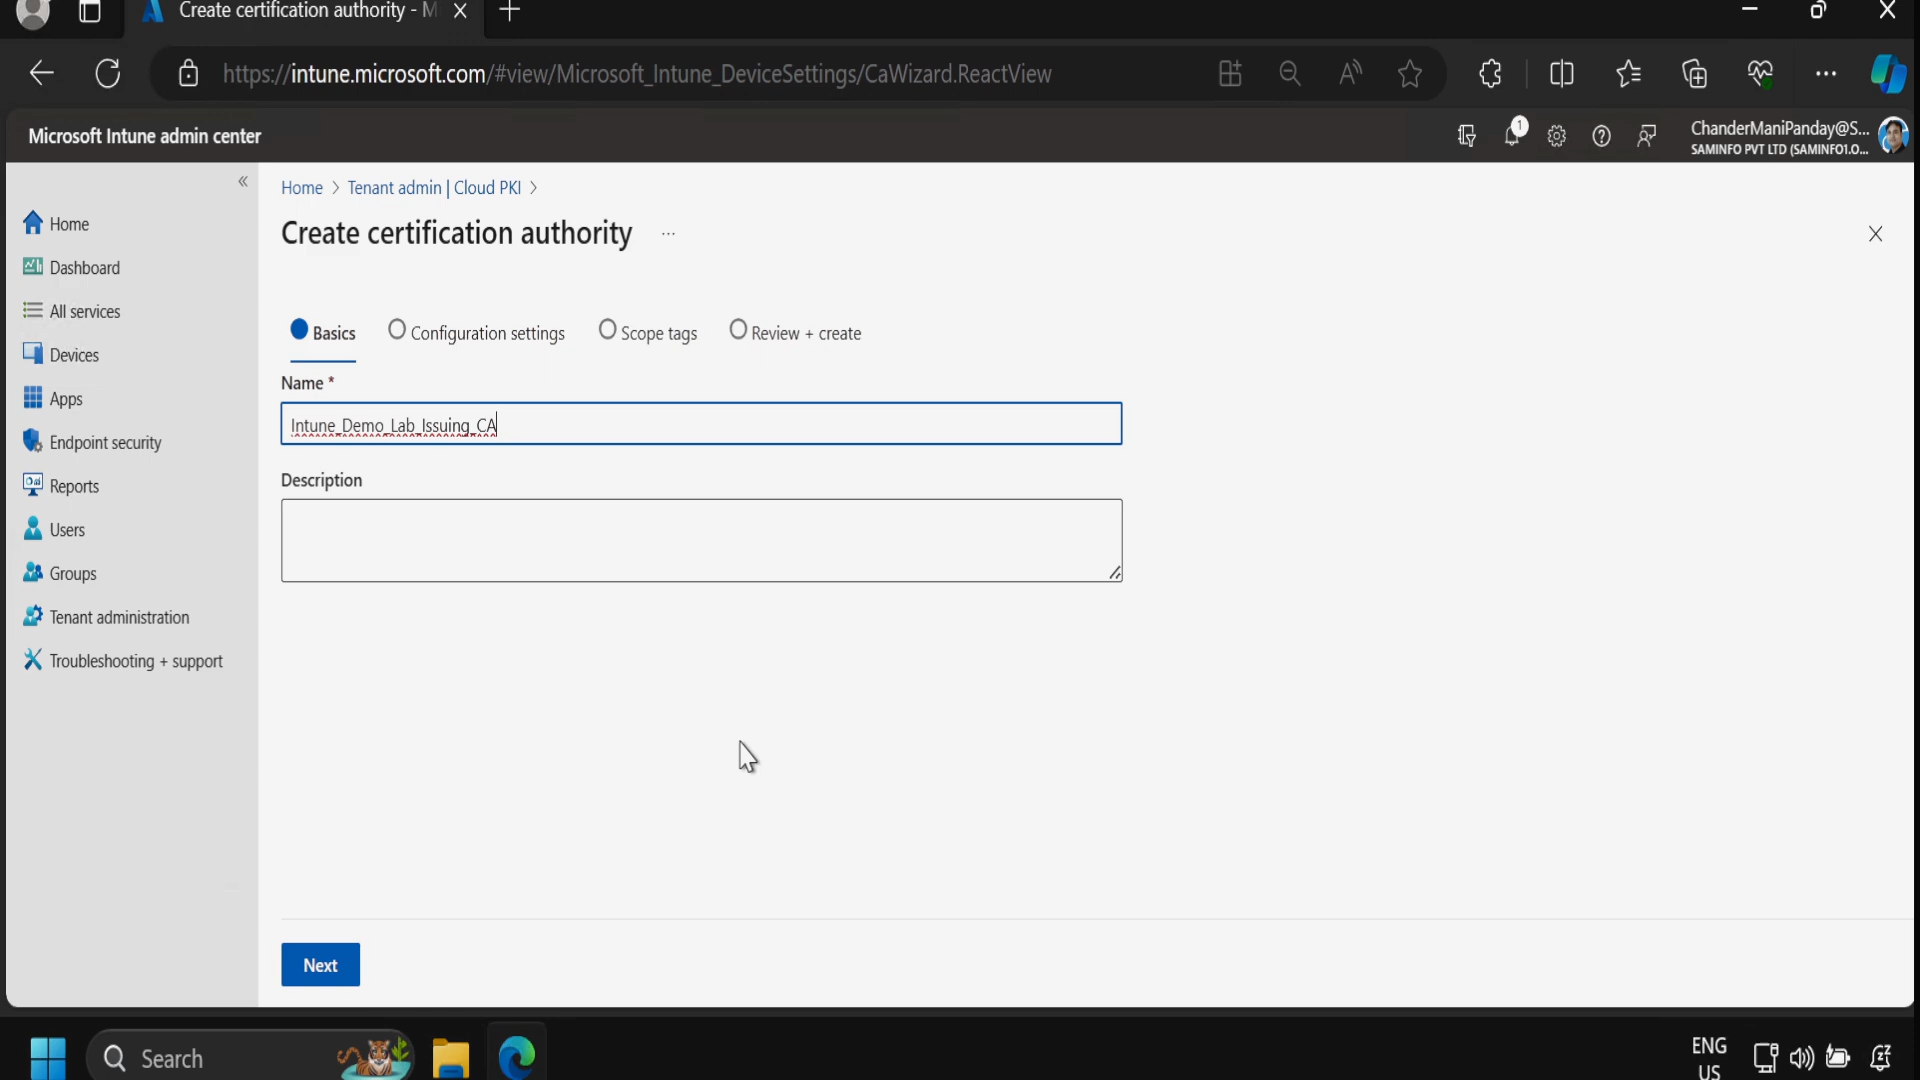 Create certification authority - M
https://intune.microsoft.com/#view/Microsoft_Intune_DeviceSettings/CaWizard.ReactView
Microsoft Intune admin center
1
ChanderManiPanday@S...
SAMINFO PVT LTD (SAMINFO1.O...
Home > Tenant admin | Cloud PKI >
Create certification authority ...
Home
Dashboard
All services
Devices
Apps
Endpoint security
Reports
Users
Groups
Tenant administration
Troubleshooting + support
Basics Configuration settings Scope tags Review + create
Name *
Intune_Demo_Lab_Issuing_CA
Description
Next
Search
ENG
US